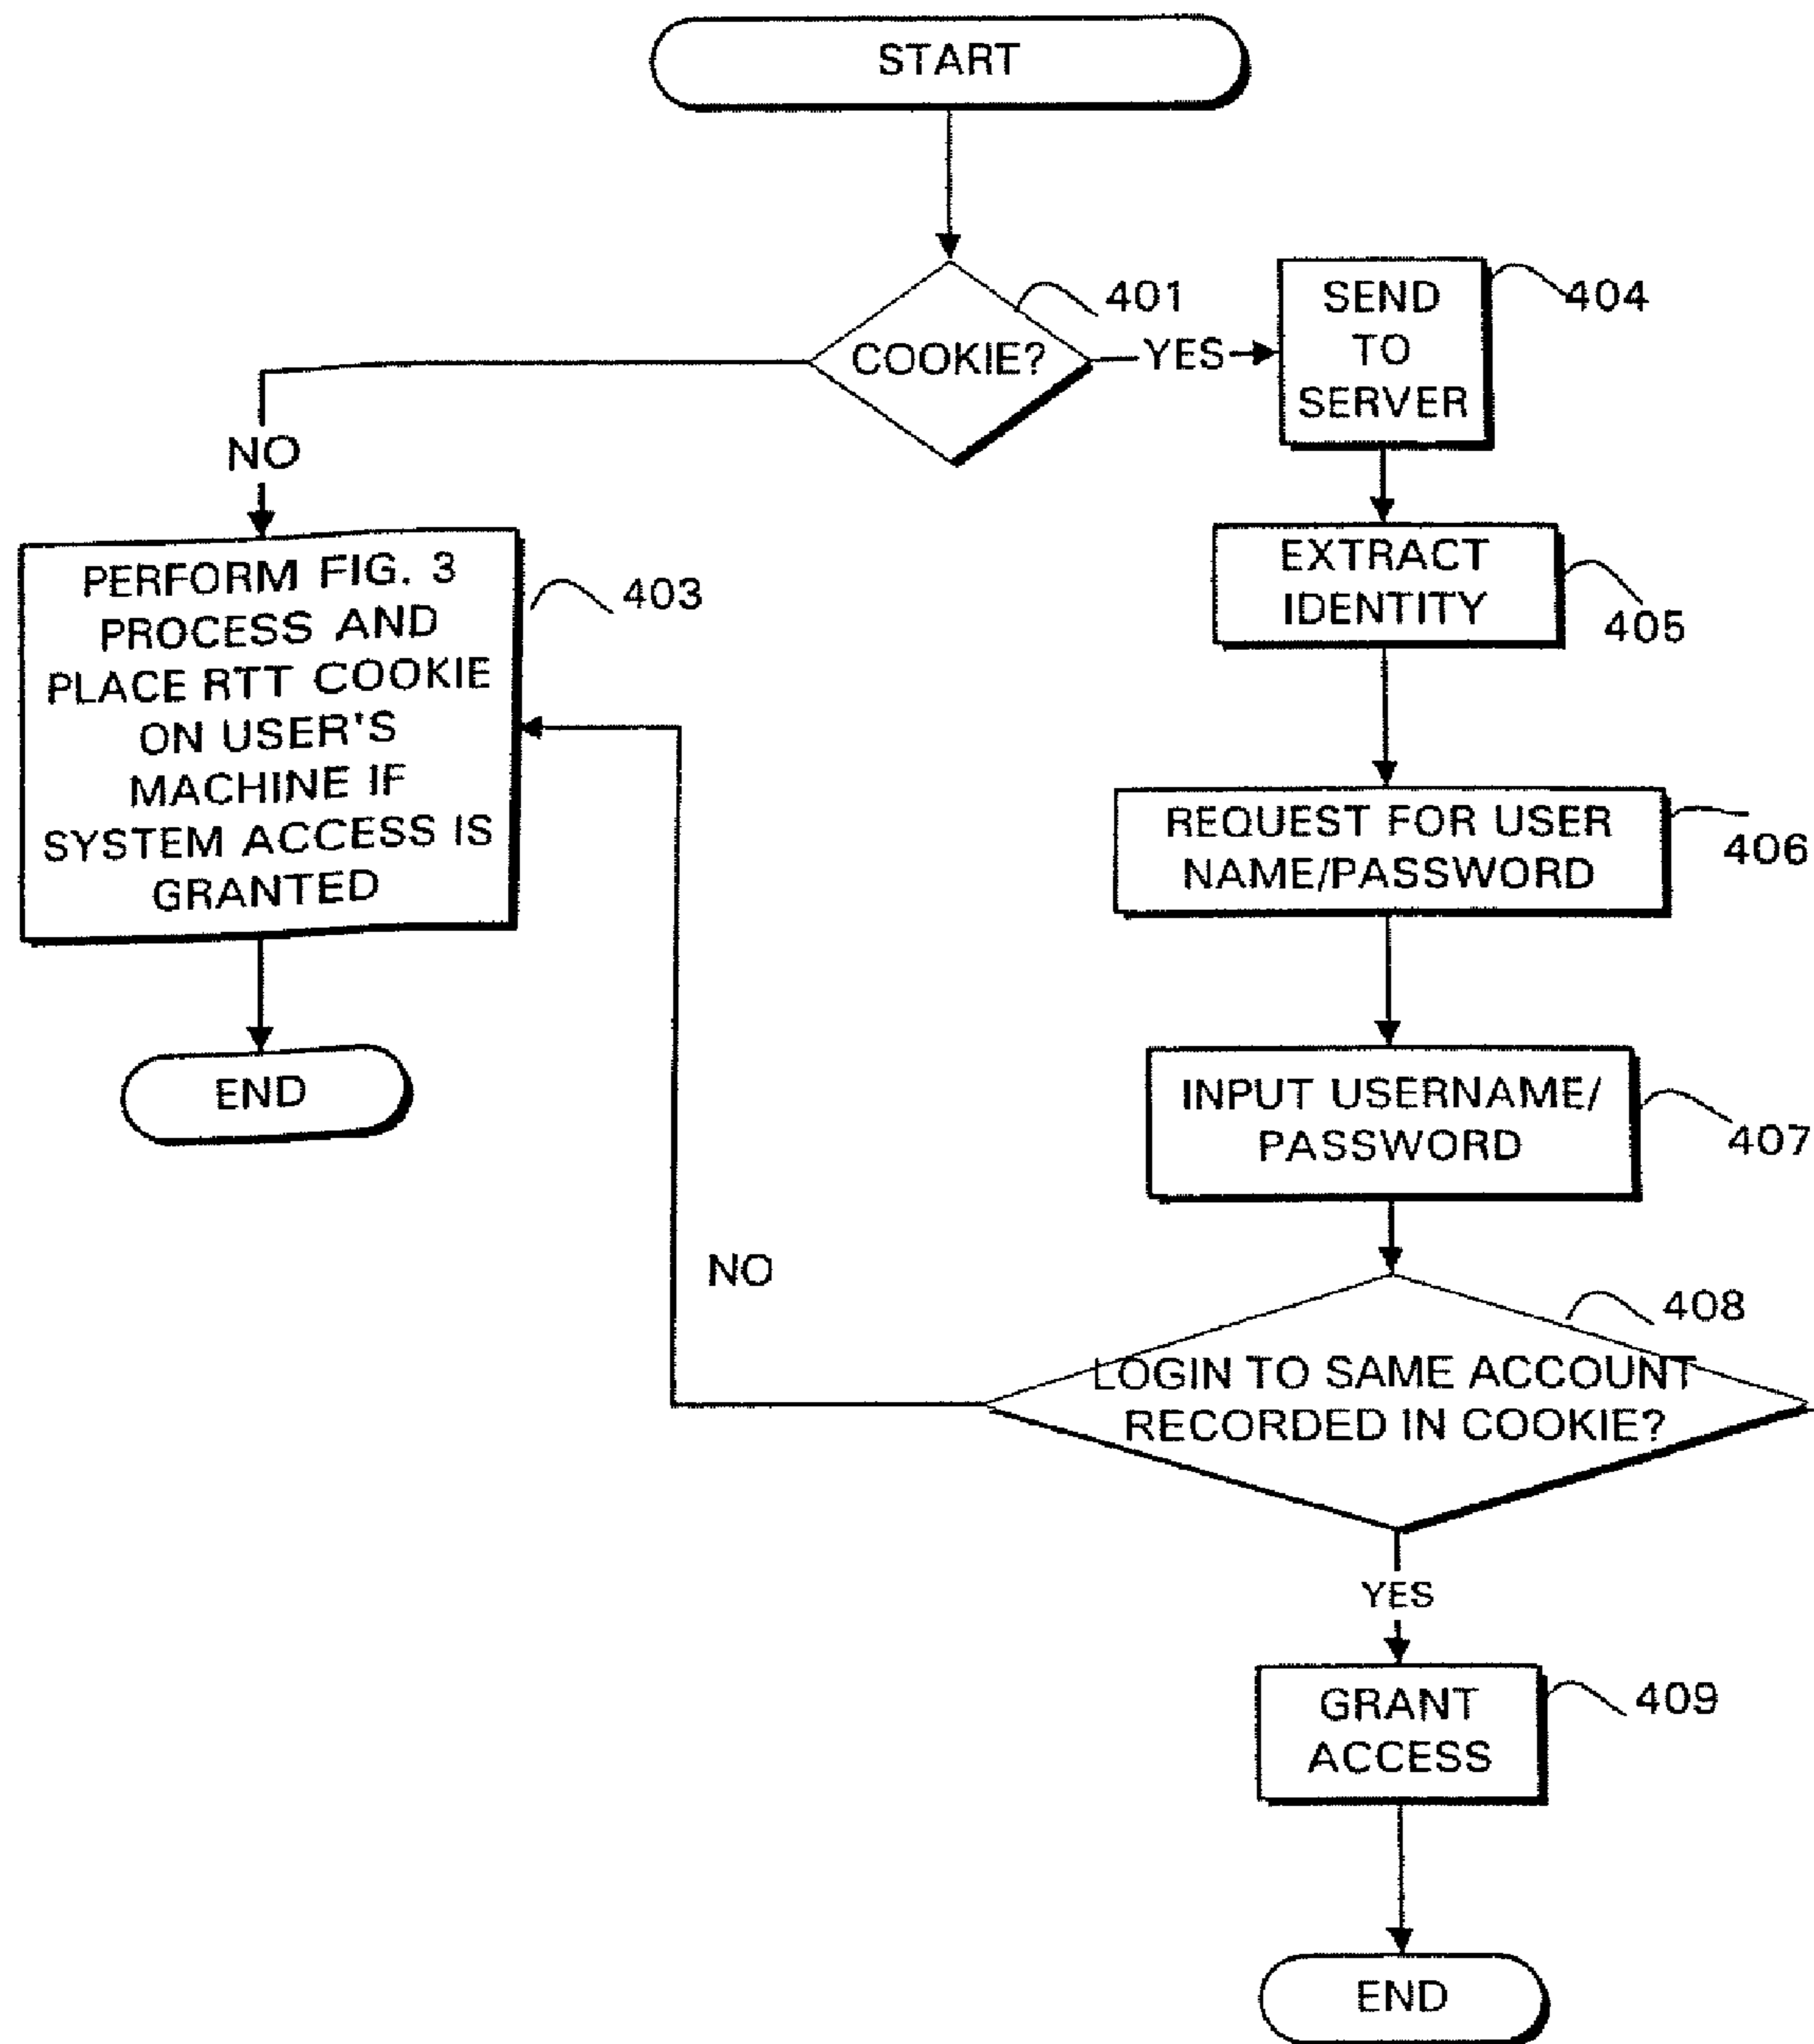 START
401
COOKIE?
YES
404
SEND
TO
SERVER
NO
EXTRACT
IDENTITY
405
PERFORM FIG. 3
PROCESS AND
PLACE RTT COOKIE
ON USER'S
MACHINE IF
SYSTEM ACCESS IS
GRANTED
403
REQUEST FOR USER
NAME/PASSWORD
406
END
INPUT USERNAME/
PASSWORD
407
NO
408
LOGIN TO SAME ACCOUNT
RECORDED IN COOKIE?
YES
GRANT
ACCESS
409
END